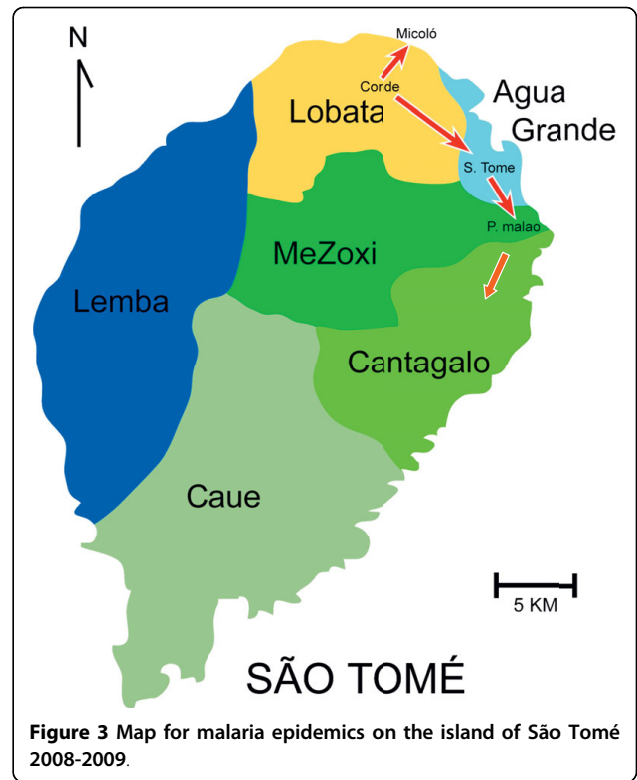 N
Micoló
Corde
Lobata
Agua
Grande
S. Tome
P. malao
MeZoxi
Lemba
Cantagalo
Caue
5 KM
SÃO TOMÉ
Figure 3 Map for malaria epidemics on the island of São Tomé
2008-2009.